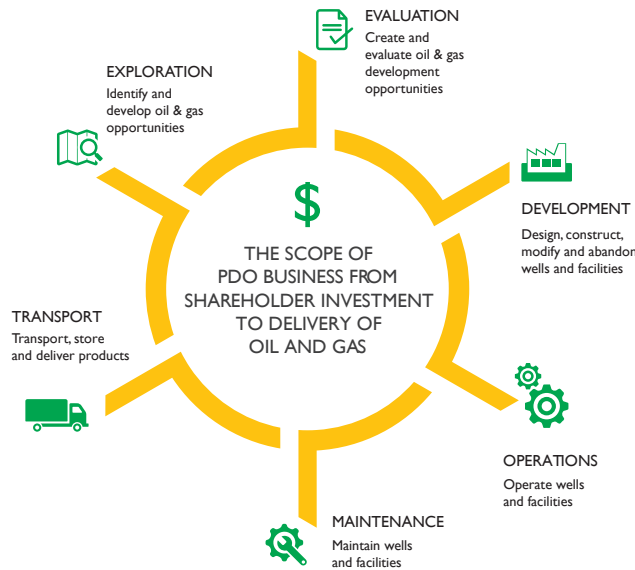 EVALUATION
Create and
evaluate oil & gas
development
opportunities
EXPLORATION
Identify and
develop oil & gas
opportunities
$
THE SCOPE OF
PDO BUSINESS FROM
SHAREHOLDER INVESTMENT
TO DELIVERY OF
OIL AND GAS
DEVELOPMENT
Design, construct,
modify and abandon
wells and facilities
TRANSPORT
Transport, store
and deliver products
OPERATIONS
Operate wells
and facilities
MAINTENANCE
Maintain wells
and facilities